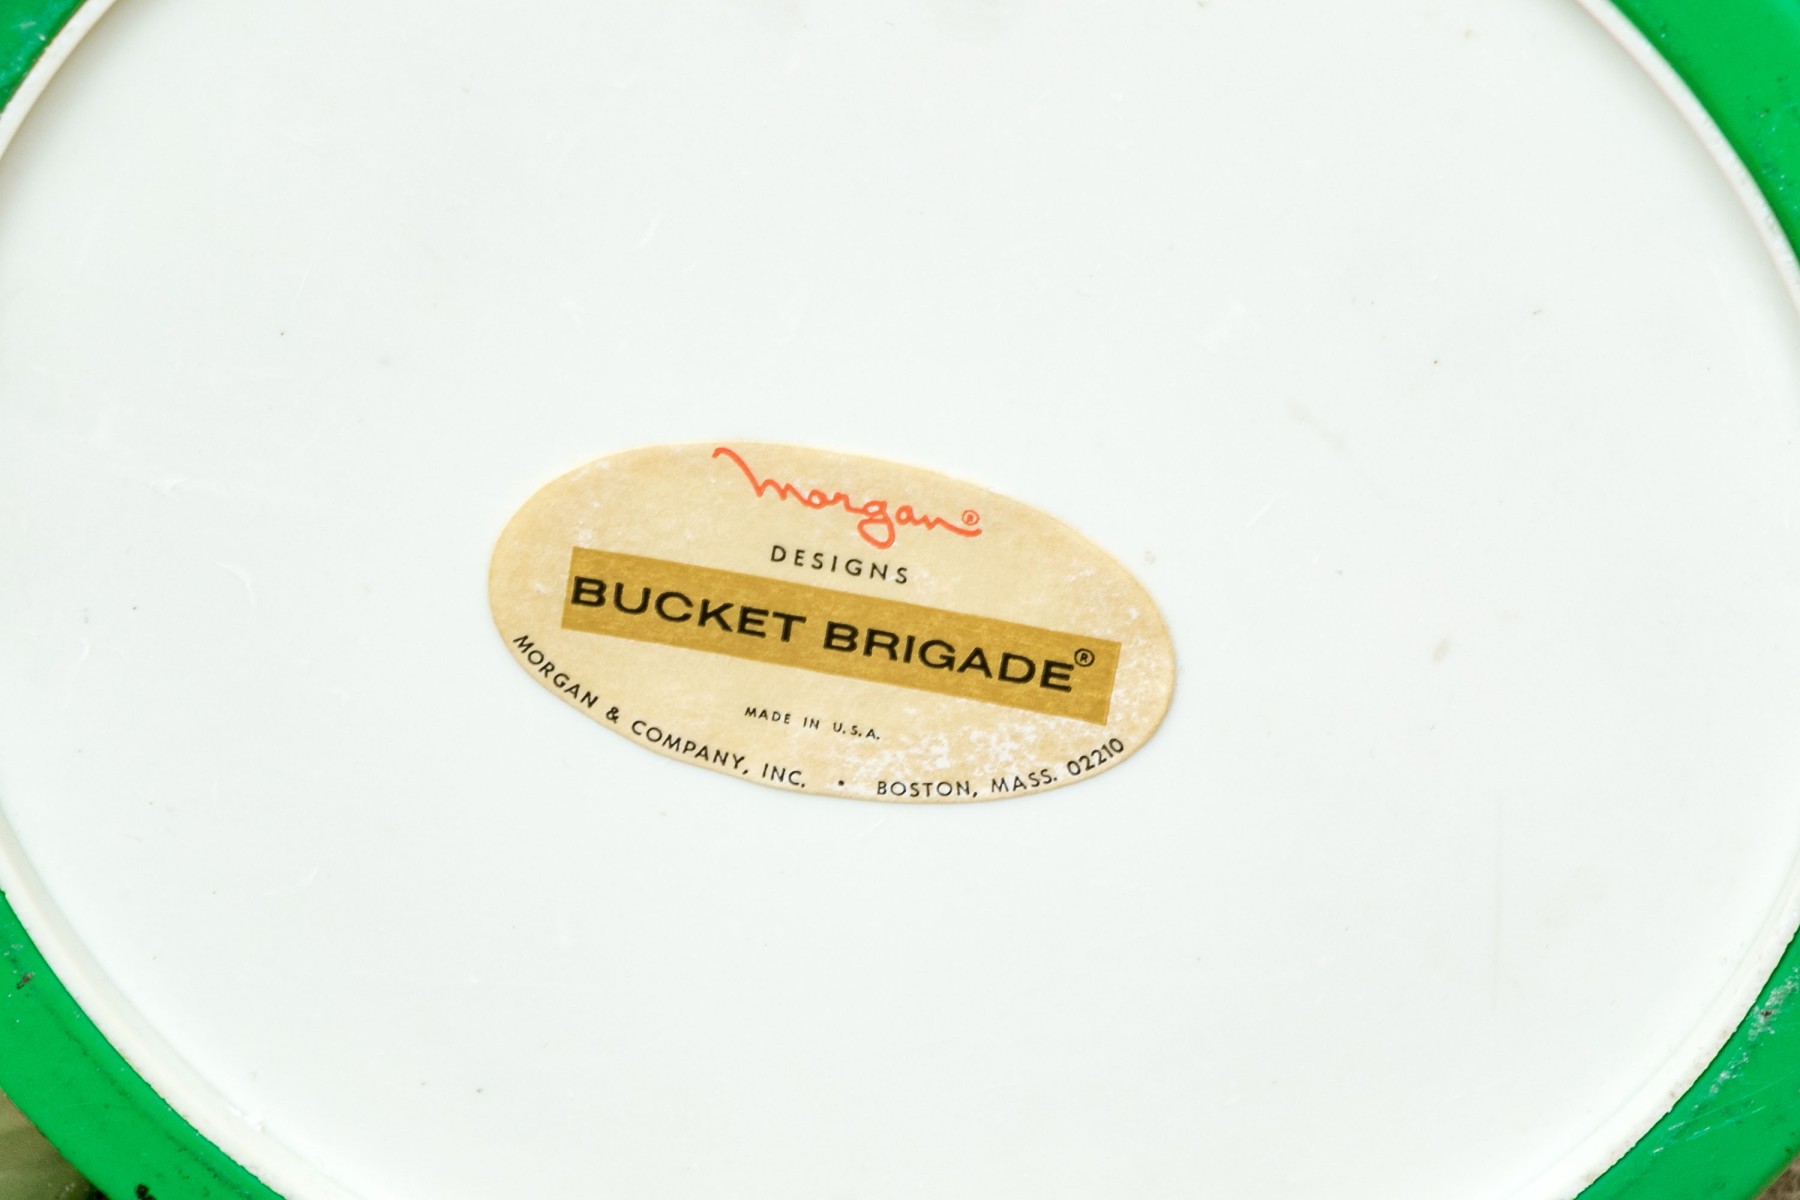 morgan®
DESIGNS
BUCKET BRIGADE®
MADE IN U.S.A.
MORGAN & COMPANY, INC. • BOSTON, MASS. 02210